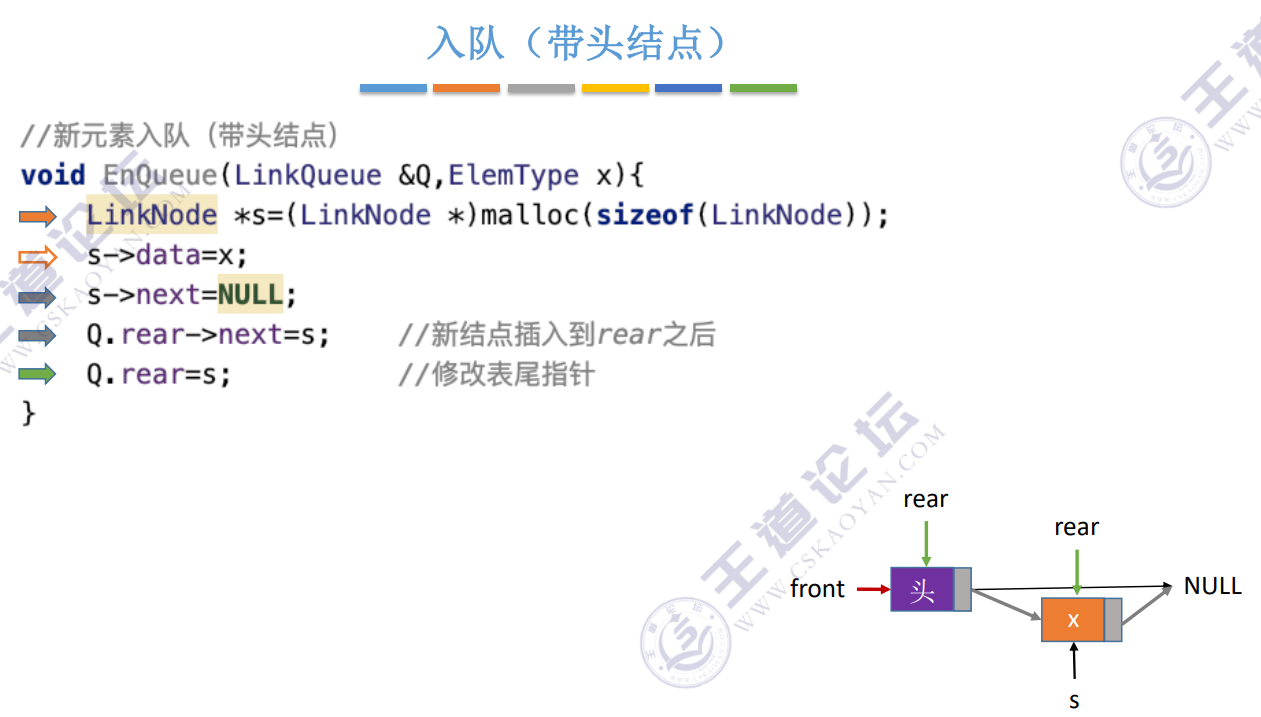 入队（带头结点）
//新元素入队（带头结点）
void EnQueue(LinkQueue &Q,ElemType x){
LinkNode *s=(LinkNode *)malloc(sizeof(LinkNode));
s->data=x;
s->next=NULL;
Q.rear->next=s; //新结点插入到rear之后
Q.rear=s; //修改表尾指针
}
rear
rear
front
头
NULL
x
s
王道论坛
WWW.CSKAOYAN.COM